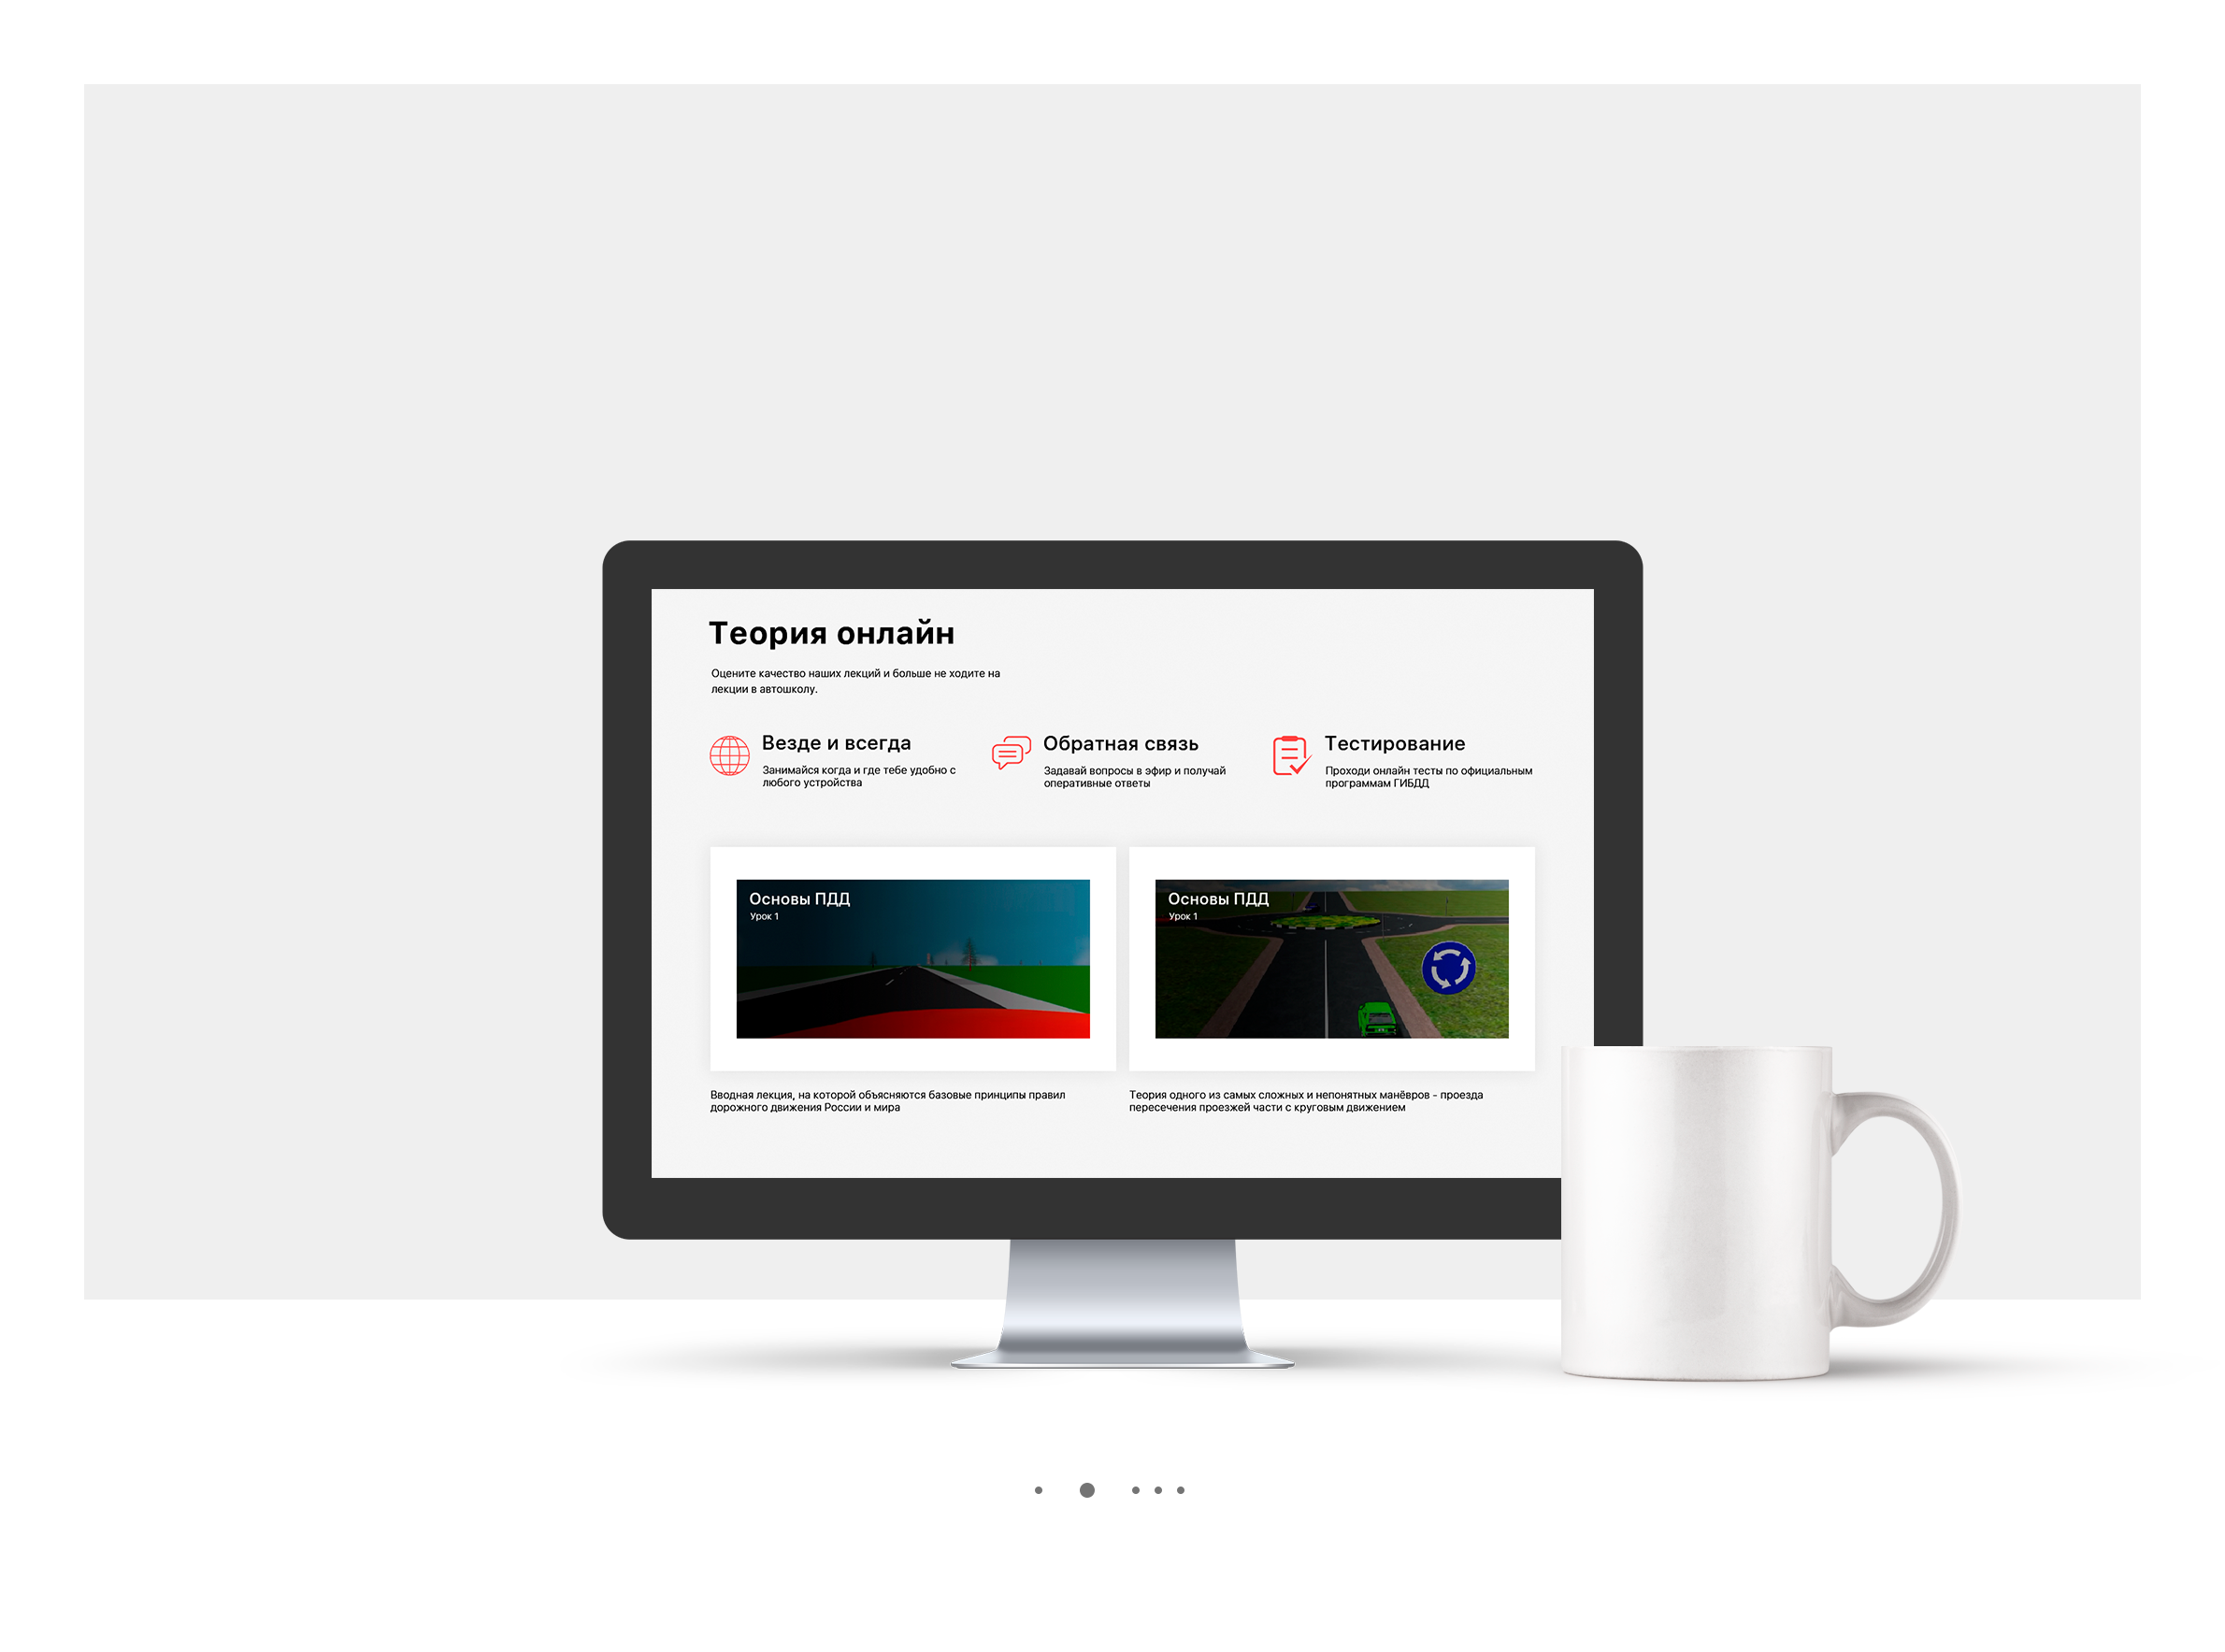 Теория онлайн
Оцените качество наших лекций и больше не ходите на
лекции в автошколу.
Везде и всегда
Занимайся когда и где тебе удобно с
любого устройства
Обратная связь
Задавай вопросы в эфир и получай
оперативные ответы
Тестирование
Проходи онлайн тесты по официальным
программам ГИБДД
Основы ПДД
Урок 1
Вводная лекция, на которой объясняются базовые принципы правил
дорожного движения России и мира
Основы ПДД
Урок 1
Теория одного из самых сложных и непонятных манёвров - проезда
пересечения проезжей части с круговым движением